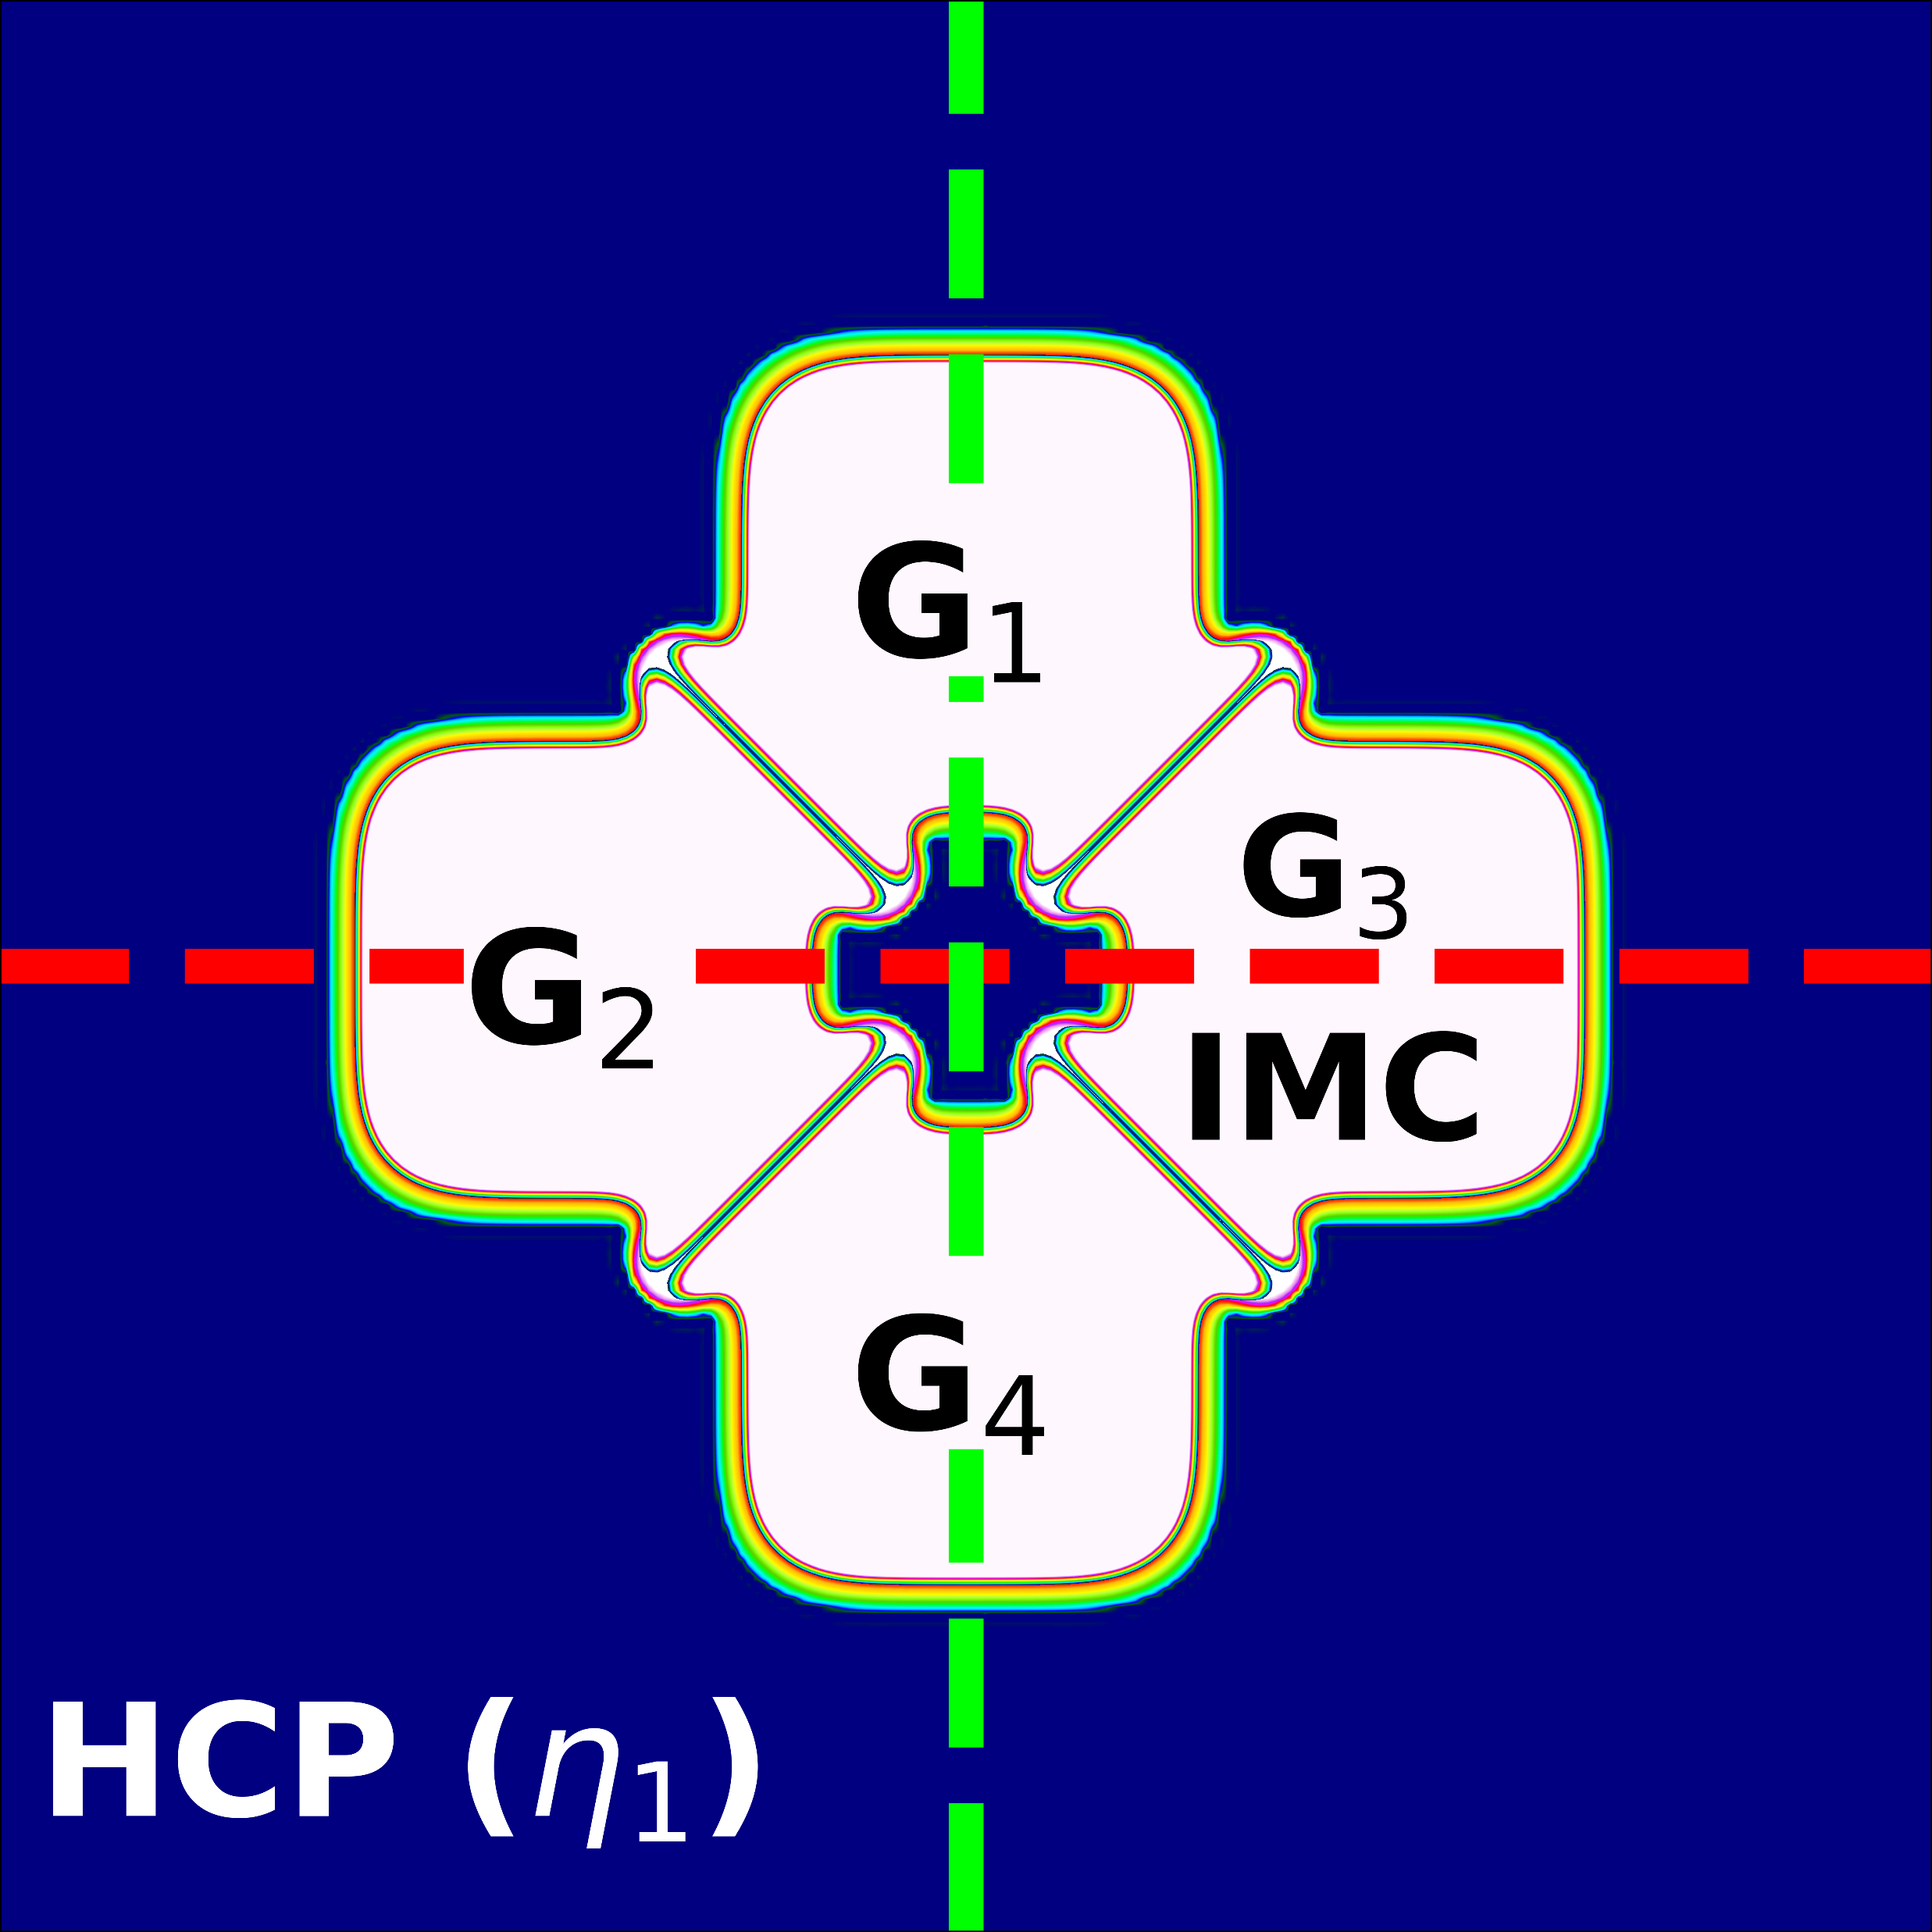 G₁
G₃
G₂
IMC
G₄
HCP (η₁)